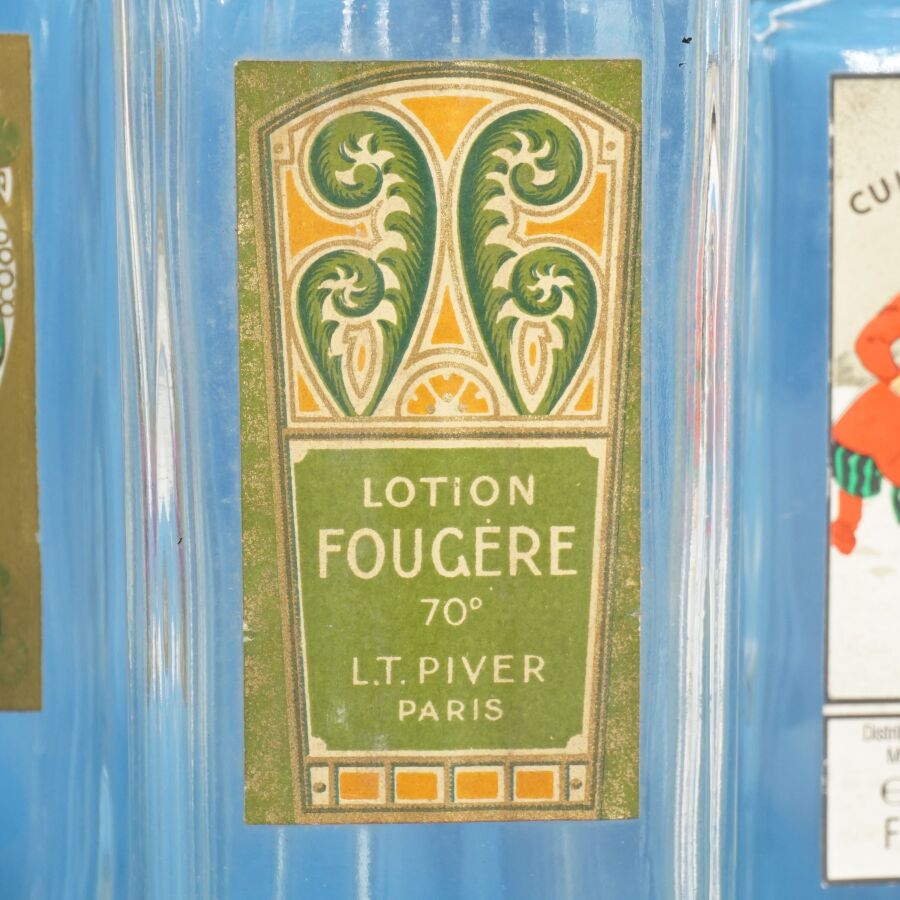 LOTION
FOUGÈRE
70°
L.T. PIVER
PARIS